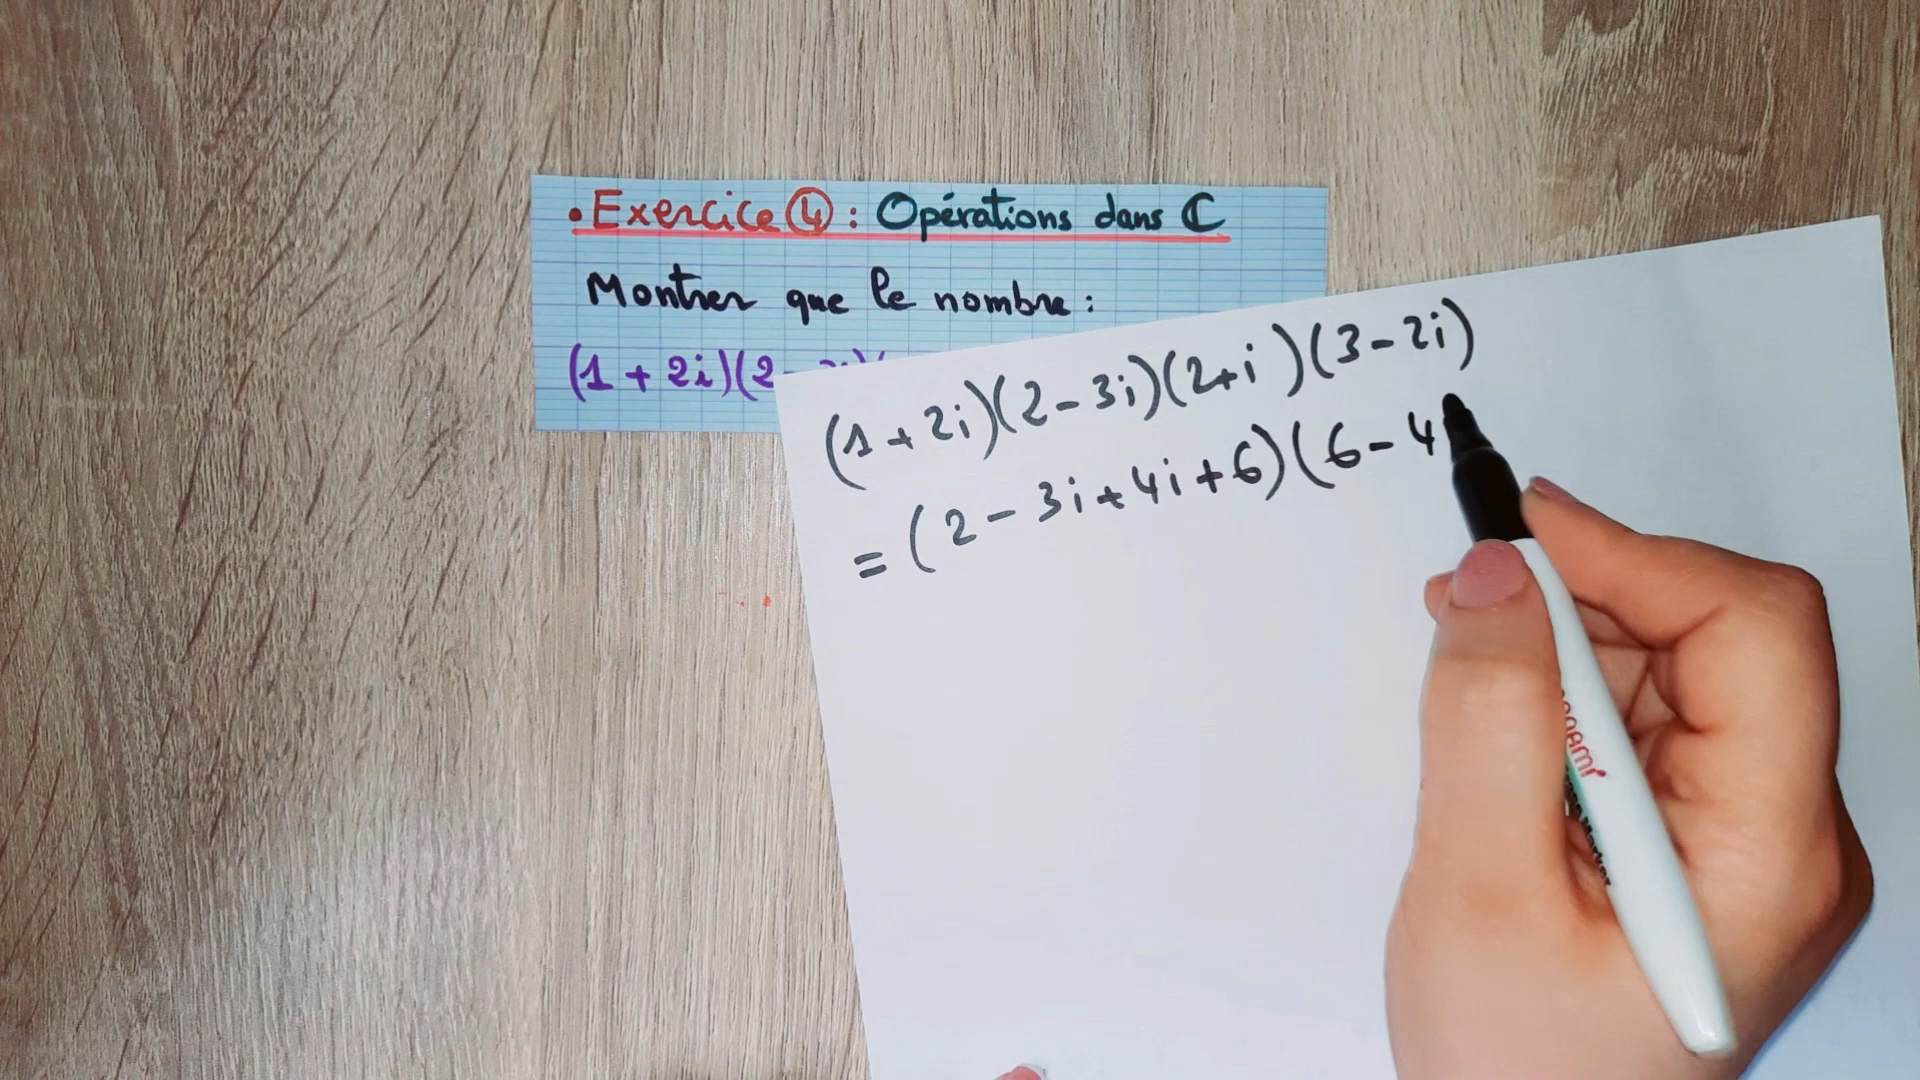 • Exercice ④ : Opérations dans ℂ
Montrer que le nombre :
(1 + 2i)(2
(1 + 2i)(2 - 3i)(2+i)(3 - 2i)
= (2 - 3i + 4i + 6)(6 - 4